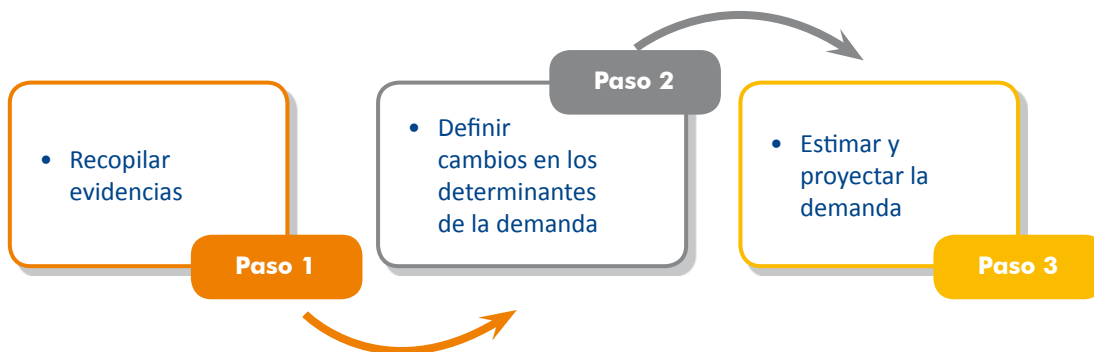 • Recopilar
evidencias
Paso 1
Paso 2
• Definir
cambios en los
determinantes
de la demanda
• Estimar y
proyectar la
demanda
Paso 3